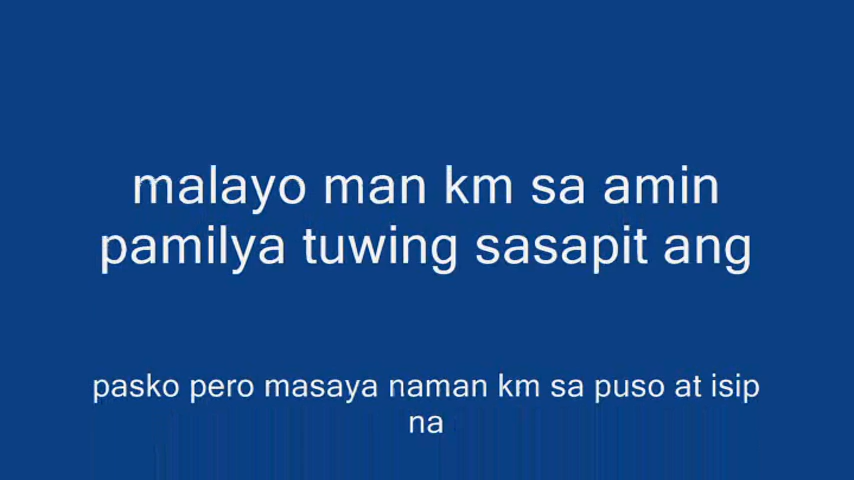 malayo man km sa amin
pamilya tuwing sasapit ang
pasko pero masaya naman km sa puso at isip
na